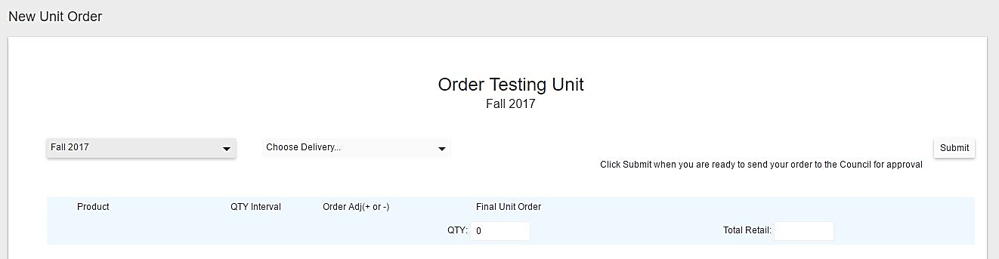 New Unit Order
Order Testing Unit
Fall 2017
Fall 2017 Choose Delivery... Submit
Click Submit when you are ready to send your order to the Council for approval
Product QTY Interval Order Adj(+ or -) Final Unit Order
QTY: 0 Total Retail: